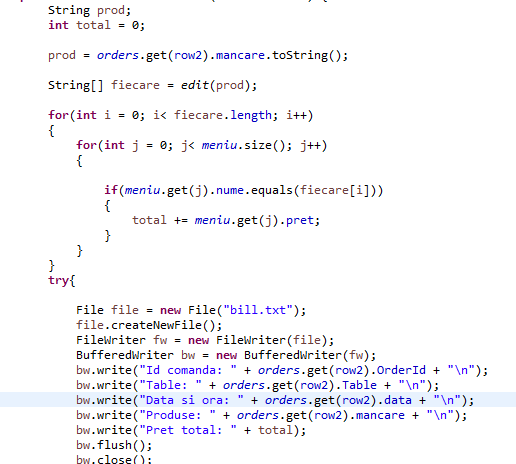 String prod;
int total = 0;
prod = orders.get(row2).mancare.toString();
String[] fiecare = edit(prod);
for(int i = 0; i< fiecare.length; i++)
{
for(int j = 0; j< meniu.size(); j++)
{
if(meniu.get(j).nume.equals(fiecare[i]))
{
total += meniu.get(j).pret;
}
}
}
try{
File file = new File("bill.txt");
file.createNewFile();
FileWriter fw = new FileWriter(file);
BufferedWriter bw = new BufferedWriter(fw);
bw.write("Id comanda: " + orders.get(row2).OrderId + "\n");
bw.write("Table: " + orders.get(row2).Table + "\n");
bw.write("Data si ora: " + orders.get(row2).data + "\n");
bw.write("Produse: " + orders.get(row2).mancare + "\n");
bw.write("Pret total: " + total);
bw.flush();
bw.close();